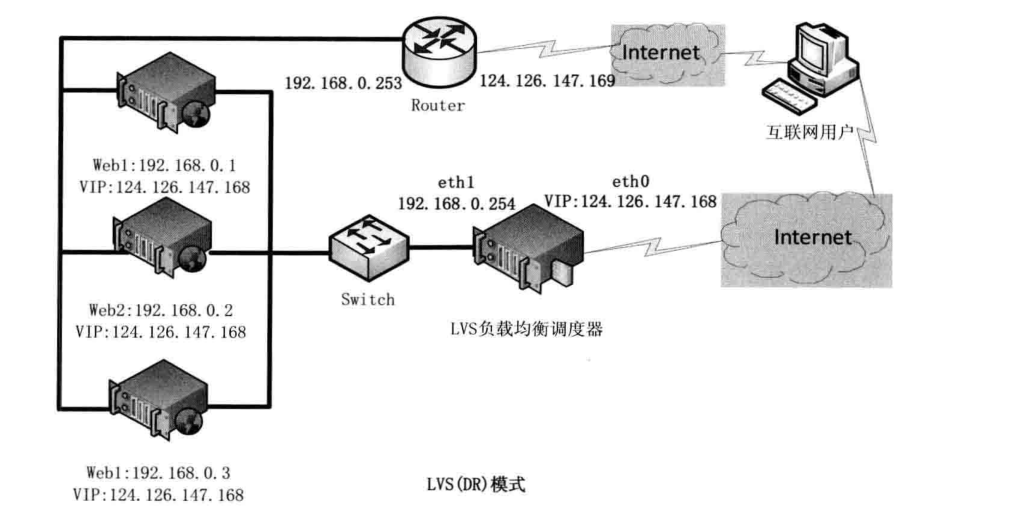 Internet
192.168.0.253
124.126.147.169
Router
互联网用户
Web1:192.168.0.1
VIP:124.126.147.168
eth1
192.168.0.254
eth0
VIP:124.126.147.168
Internet
Switch
Web2:192.168.0.2
VIP:124.126.147.168
LVS负载均衡调度器
Web1:192.168.0.3
VIP:124.126.147.168
LVS(DR)模式